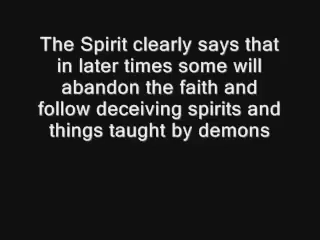 The Spirit clearly says that
in later times some will
abandon the faith and
follow deceiving spirits and
things taught by demons